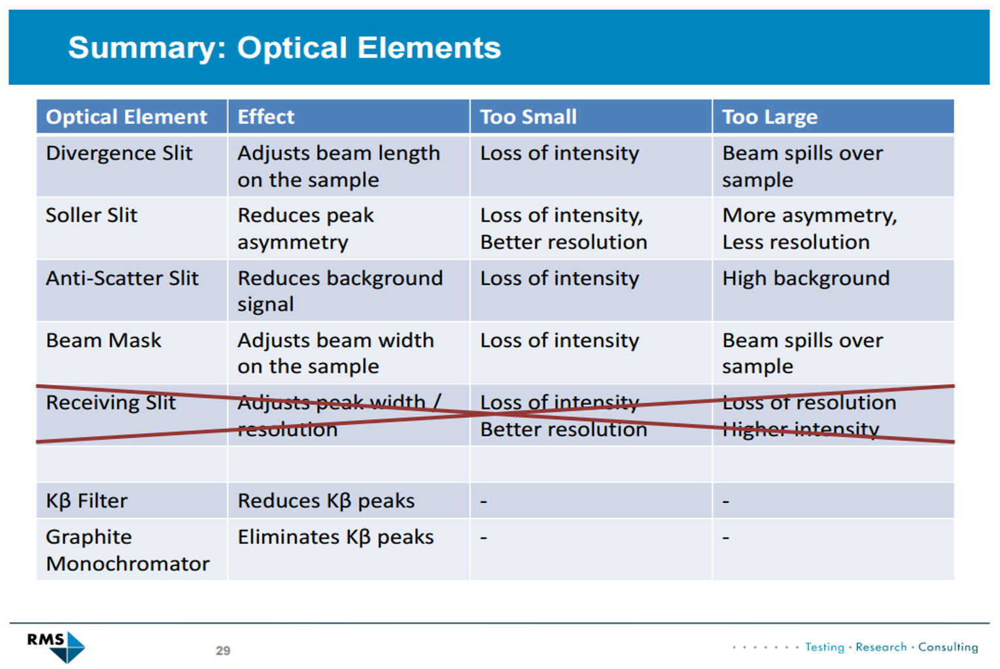 Summary: Optical Elements
Optical Element Effect Too Small Too Large
Divergence Slit Adjusts beam length Loss of intensity Beam spills over
on the sample sample
Soller Slit Reduces peak Loss of intensity, More asymmetry,
asymmetry Better resolution Less resolution
Anti-Scatter Slit Reduces background Loss of intensity High background
signal
Beam Mask Adjusts beam width Loss of intensity Beam spills over
on the sample sample
Receiving Slit Adjusts peak width / Loss of intensity Loss of resolution
resolution Better resolution Higher intensity
Kβ Filter Reduces Kβ peaks - -
Graphite Eliminates Kβ peaks - -
Monochromator
RMS
29
Testing · Research · Consulting